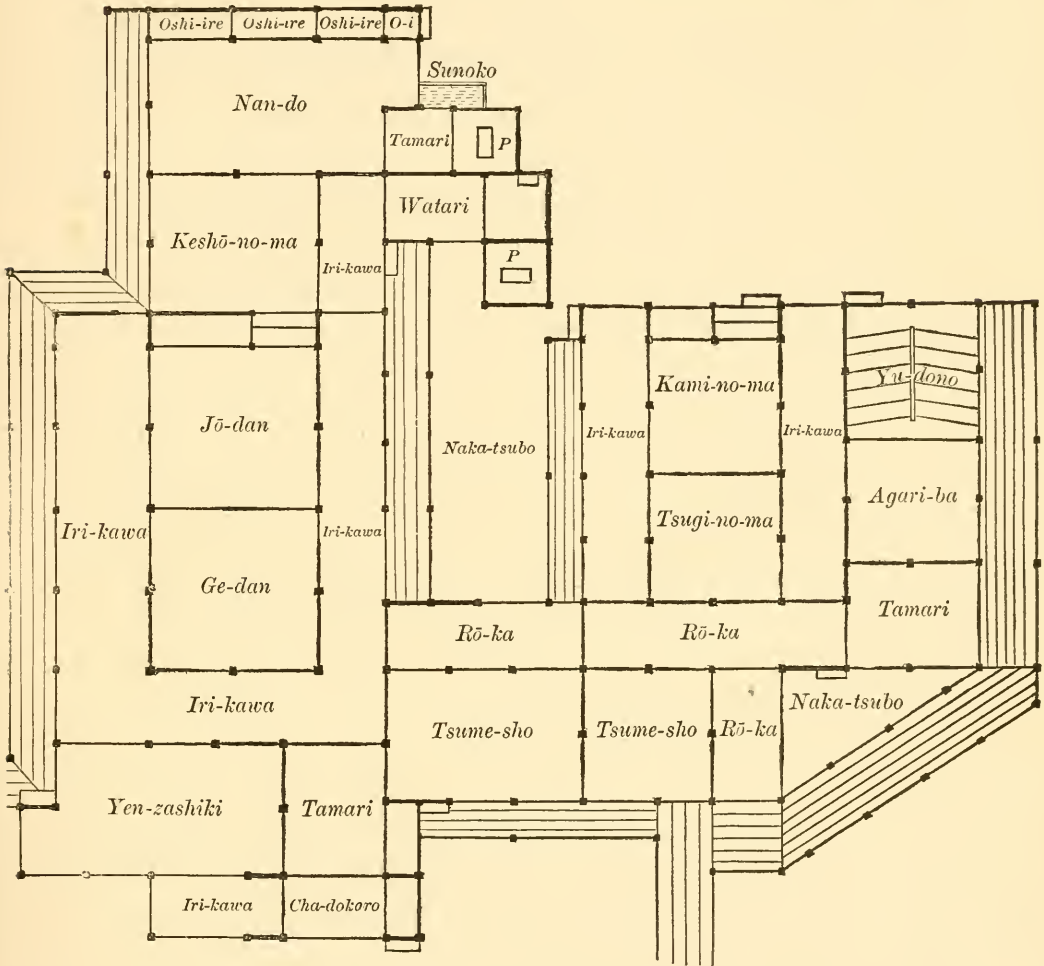 Oshi-ire
Oshi-ire
Oshi-ire
O-i
Sunoko
Nan-do
Tamari
P
Watari
Keshō-no-ma
Iri-kawa
P
Kami-no-ma
Yu-dono
Jō-dan
Naka-tsubo
Iri-kawa
Iri-kawa
Agari-ba
Iri-kawa
Iri-kawa
Tsugi-no-ma
Ge-dan
Tamari
Rō-ka
Rō-ka
Iri-kawa
Naka-tsubo
Tsume-sho
Tsume-sho
Rō-ka
Yen-zashiki
Tamari
Iri-kawa
Cha-dokoro